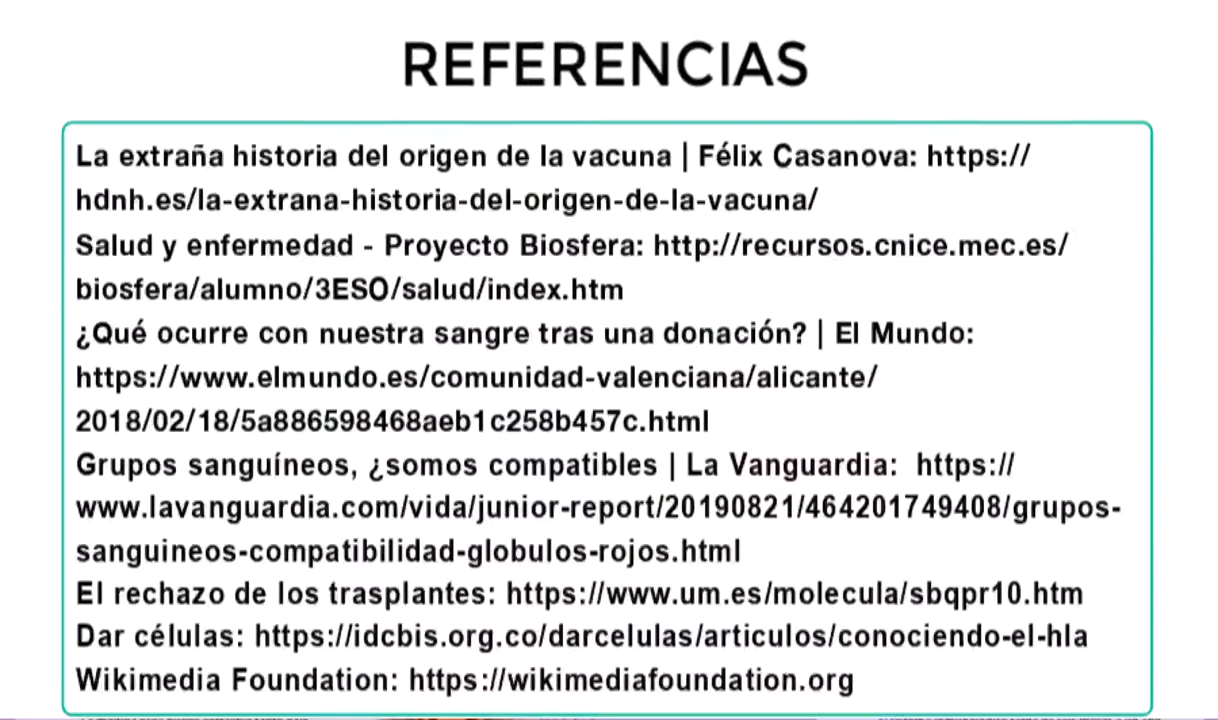 REFERENCIAS
La extraña historia del origen de la vacuna | Félix Casanova: https://
hdnh.es/la-extrana-historia-del-origen-de-la-vacuna/
Salud y enfermedad - Proyecto Biosfera: http://recursos.cnice.mec.es/
biosfera/alumno/3ESO/salud/index.htm
¿Qué ocurre con nuestra sangre tras una donación? | El Mundo:
https://www.elmundo.es/comunidad-valenciana/alicante/
2018/02/18/5a886598468aeb1c258b457c.html
Grupos sanguíneos, ¿somos compatibles | La Vanguardia:  https://
www.lavanguardia.com/vida/junior-report/20190821/464201749408/grupos-
sanguineos-compatibilidad-globulos-rojos.html
El rechazo de los trasplantes: https://www.um.es/molecula/sbqpr10.htm
Dar células: https://idcbis.org.co/darcelulas/articulos/conociendo-el-hla
Wikimedia Foundation: https://wikimediafoundation.org